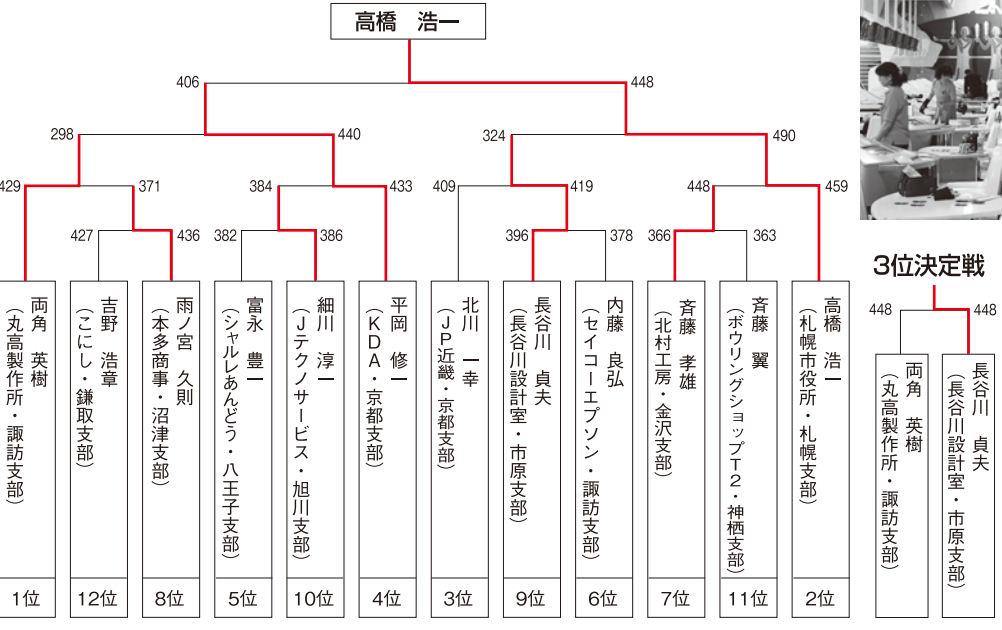 高橋　浩一
406
448
298
440
324
490
429
371
384
433
409
419
448
459
427
436
382
386
396
378
366
363
両角　英樹
（丸高製作所・諏訪支部）
1位
吉野　浩章
（こにし・鎌取支部）
12位
雨ノ宮　久則
（本多商事・沼津支部）
8位
富永　豊一
（シャルレあんどう・八王子支部）
5位
細川　淳一
（Jテクノサービス・旭川支部）
10位
平岡　修一
（KDA・京都支部）
4位
北川　一幸
（JP近畿・京都支部）
3位
長谷川　貞夫
（長谷川設計室・市原支部）
9位
内藤　良弘
（セイコーエプソン・諏訪支部）
6位
斉藤　孝雄
（北村工房・金沢支部）
7位
斉藤　翼
（ボウリングショップT2・神栖支部）
11位
高橋　浩一
（札幌市役所・札幌支部）
2位
3位決定戦
448
448
両角　英樹
（丸高製作所・諏訪支部）
長谷川　貞夫
（長谷川設計室・市原支部）